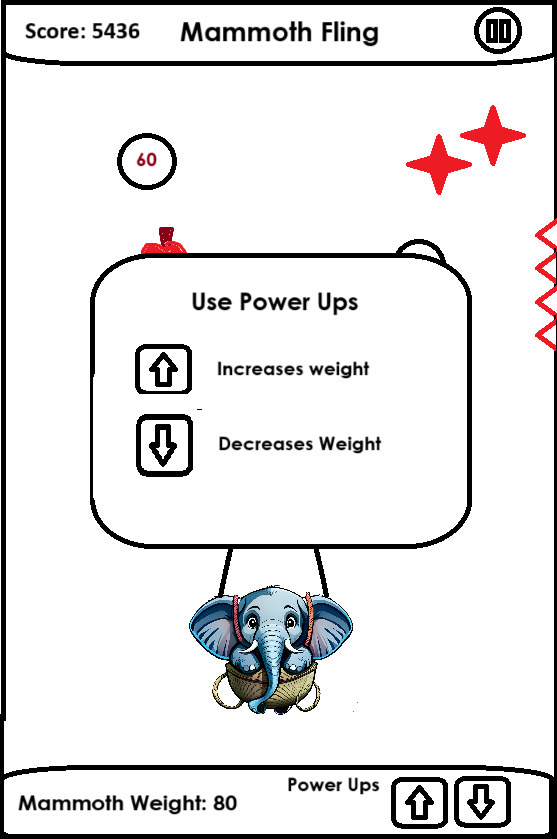 Score: 5436
Mammoth Fling
60
Use Power Ups
Increases weight
Decreases Weight
Power Ups
Mammoth Weight: 80